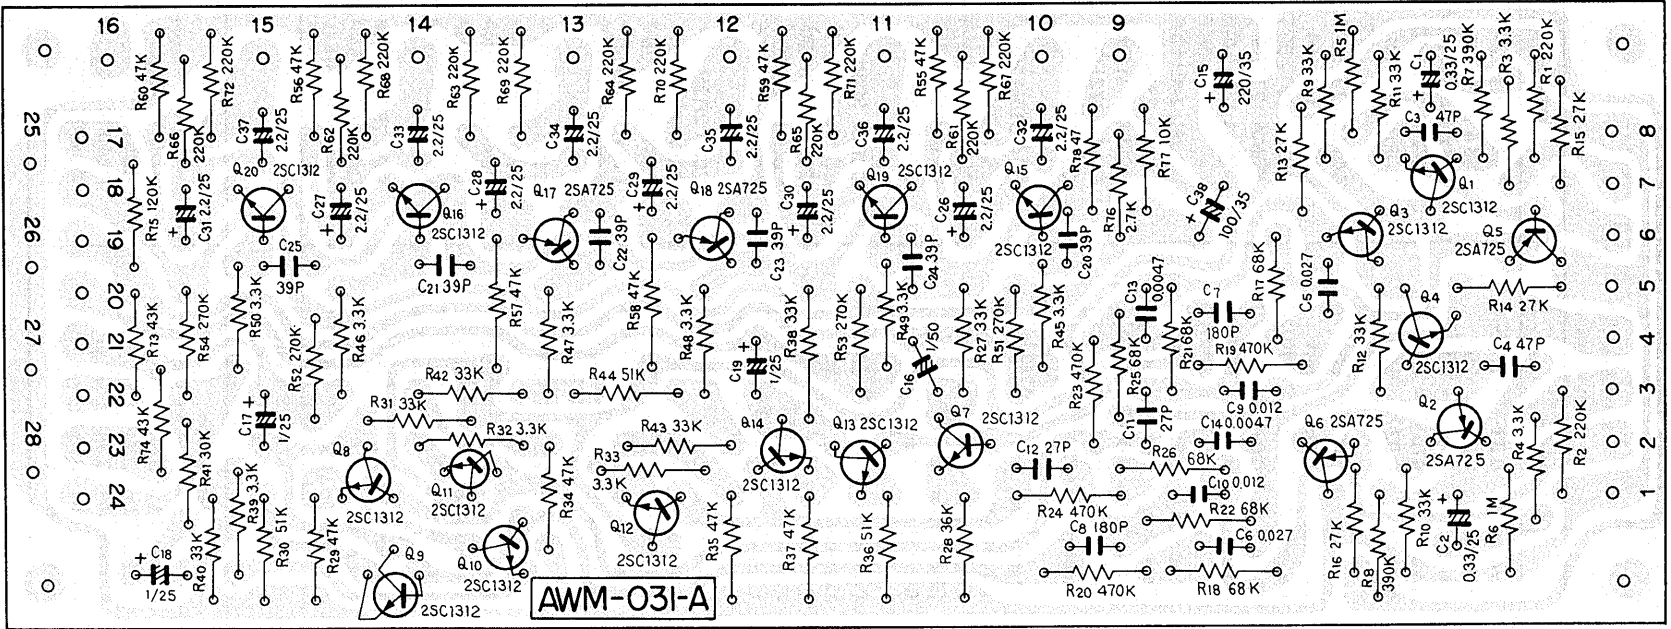 16
15
14
13
12
11
10
9
R60 47K
R66 220K
R72 220K
C37 2.2/25
R56 47K
R62 220K
R68 220K
C33 2.2/25
R63 220K
R69 220K
C34 2.2/25
R64 220K
R70 220K
C35 2.2/25
R59 47K
R65 220K
R71 220K
C36 2.2/25
R55 47K
R61 220K
R67 220K
C32 2.2/25
R78 47
R76 2.7K
R77 10K
C15 220/35
R9 33K
R5 1M
R11 33K
C1 0.33/25
R7 390K
R3 3.3K
R1 220K
R15 27K
C3 47P
R13 27K
25
17
18
26
19
20
27
21
22
28
23
24
8
7
6
5
4
3
2
1
R75 120K
C31 2.2/25
Q20 2SC1312
C27 2.2/25
Q16 2SC1312
C28 2.2/25
Q17 2SA725
C22 39P
C29 2.2/25
Q18 2SA725
C23 39P
C30 2.2/25
Q19 2SC1312
C24 39P
C26 2.2/25
Q15 2SC1312
C20 39P
C38 100/35
Q1 2SC1312
Q3 2SC1312
Q5 2SA725
C25 39P
C21 39P
R13 43K
R54 270K
R50 3.3K
R52 270K
R46 3.3K
R57 47K
R47 3.3K
R58 47K
R48 3.3K
C19 1/25
R38 33K
R53 270K
R49 3.3K
C16 1/50
R27 33K
R51 270K
R45 3.3K
R23 470K
R25 68K
C13 0.0047
R21 68K
C7 180P
R17 68K
C5 0.027
R19 470K
R12 33K
Q4 2SC1312
R14 27K
C4 47P
R74 43K
R41 30K
C17 1/25
R42 33K
R31 33K
R32 3.3K
R44 51K
R43 33K
R33 3.3K
Q8 2SC1312
Q11 2SC1312
R34 47K
Q12 2SC1312
Q14 2SC1312
Q13 2SC1312
Q7 2SC1312
C12 27P
C11 27P
C9 0.012
C14 0.0047
R26 68K
Q6 2SA725
Q2 2SA725
R4 3.3K
R2 220K
C18 1/25
R40 33K
R39 3.3K
R30 51K
R29 47K
Q9 2SC1312
Q10 2SC1312
R35 47K
R37 47K
R36 51K
R28 36K
R24 470K
C10 0.012
R22 68K
C8 180P
C6 0.027
R20 470K
R18 68K
R16 27K
R8 390K
R10 33K
C2 0.33/25
R6 1M
AWM-031-A